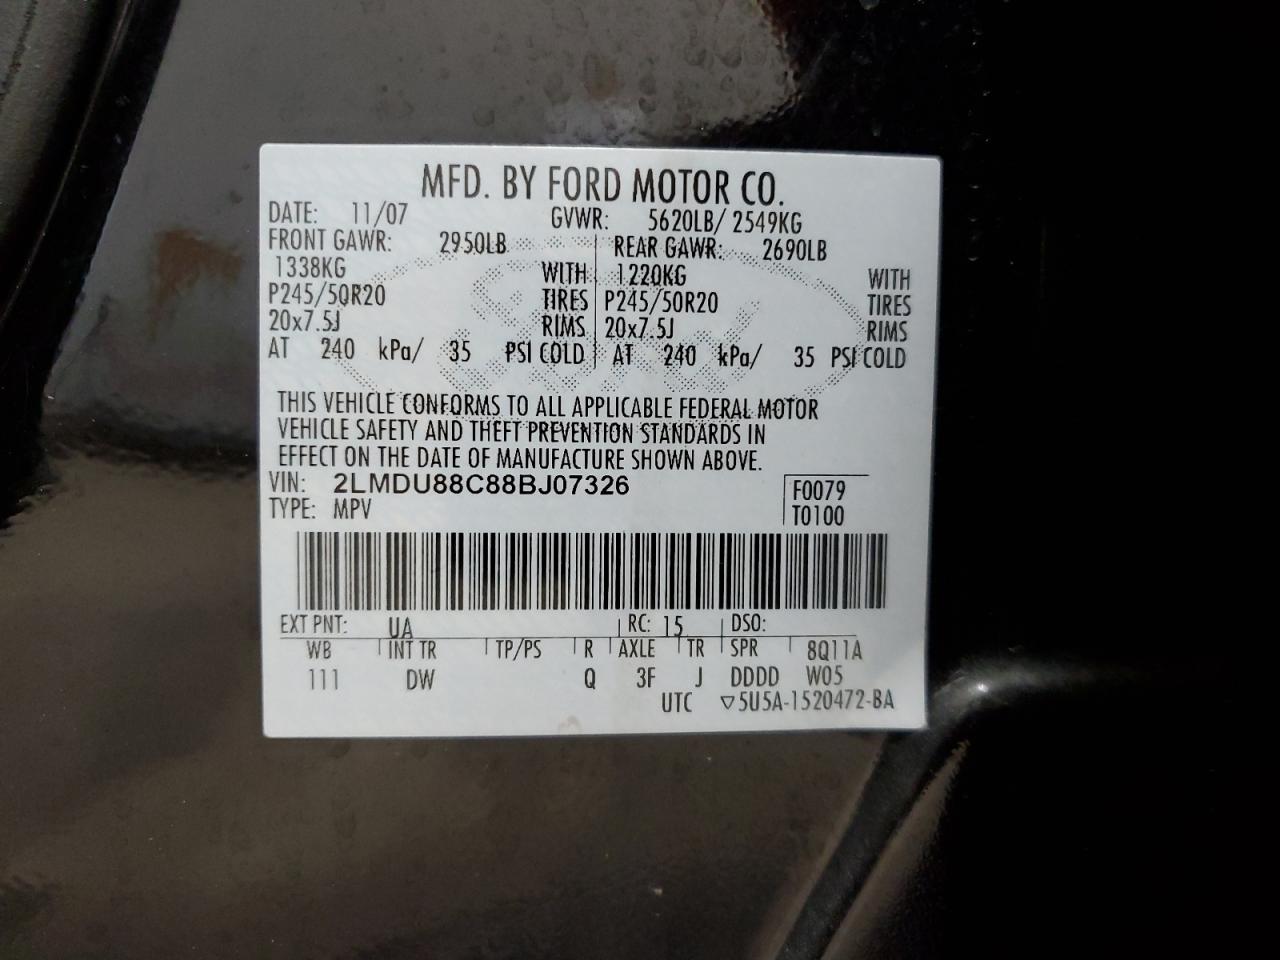 MFD. BY FORD MOTOR CO.
DATE: 11/07 GVWR: 5620LB/ 2549KG
FRONT GAWR: 2950LB REAR GAWR: 2690LB
1338KG WITH 1220KG WITH
P245/50R20 TIRES P245/50R20 TIRES
20x7.5J RIMS 20x7.5J RIMS
AT 240 kPa/ 35 PSI COLD AT 240 kPa/ 35 PSI COLD
THIS VEHICLE CONFORMS TO ALL APPLICABLE FEDERAL MOTOR
VEHICLE SAFETY AND THEFT PREVENTION STANDARDS IN
EFFECT ON THE DATE OF MANUFACTURE SHOWN ABOVE.
VIN: 2LMDU88C88BJ07326 F0079
TYPE: MPV T0100
EXT PNT: UA RC: 15 DSO:
WB INT TR TP/PS R AXLE TR SPR 8Q11A
111 DW Q 3F J DDDD W05
UTC ▽5U5A-1520472-BA